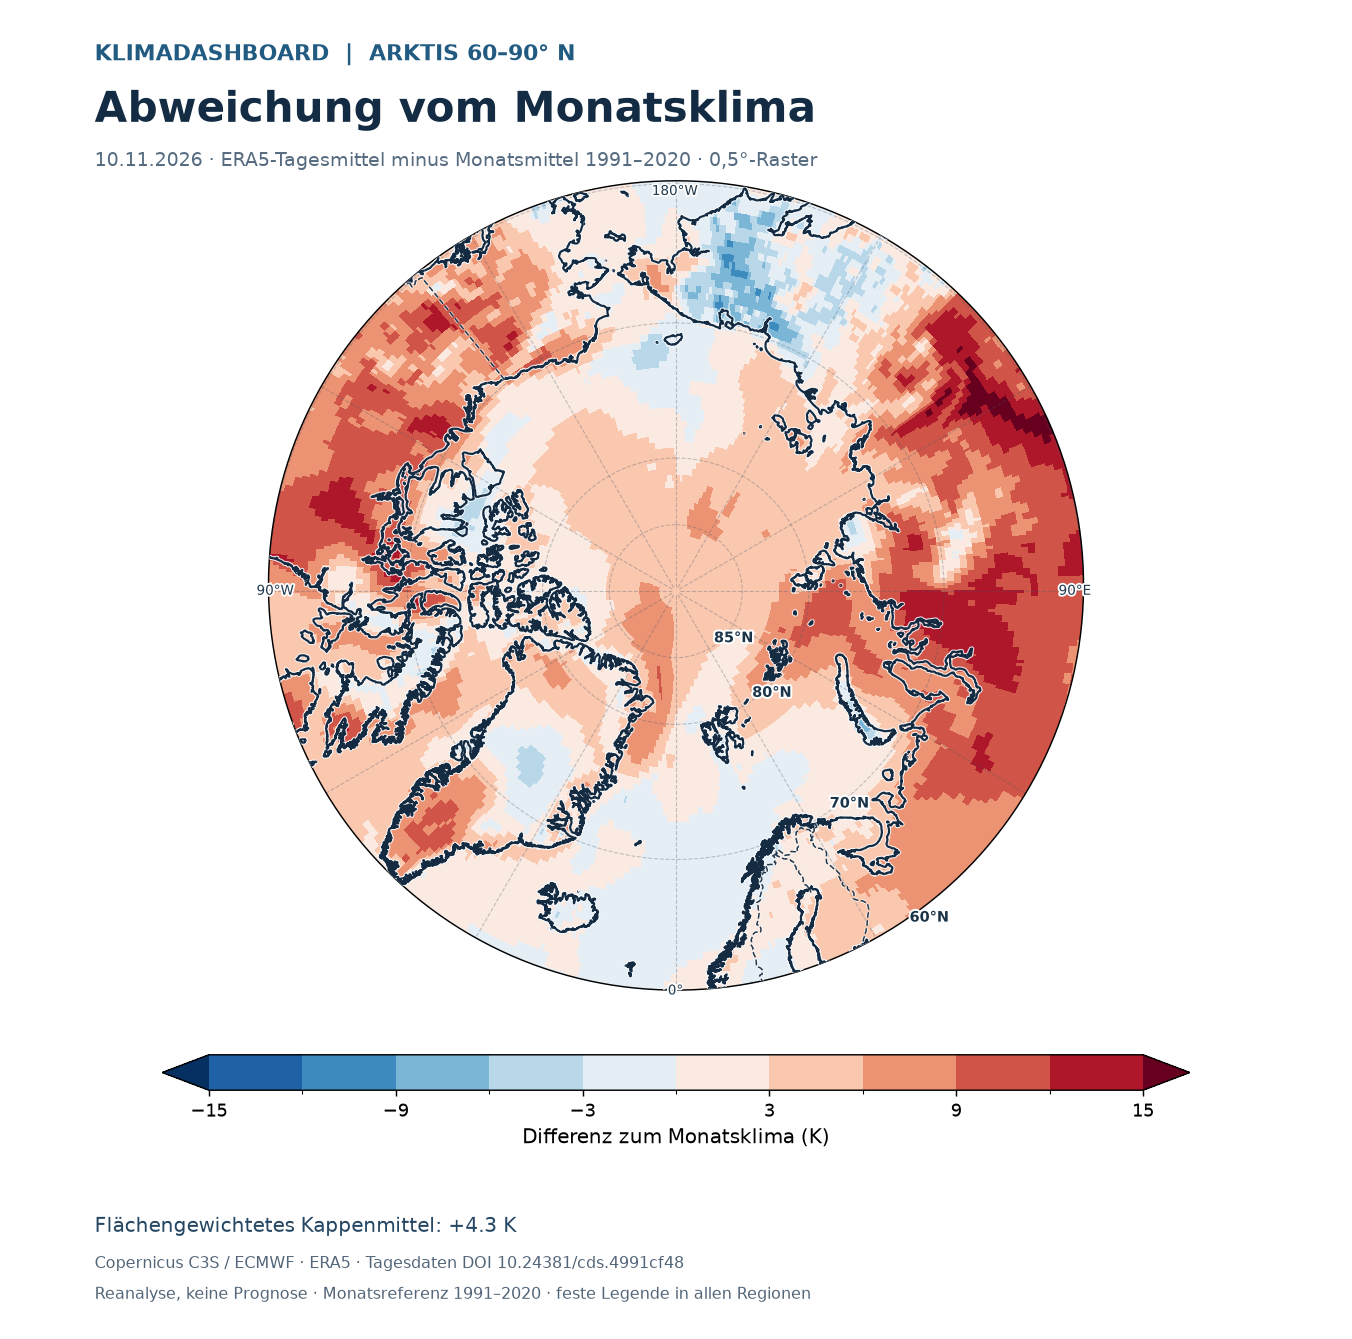 KLIMADASHBOARD | ARKTIS 60–90° N
Abweichung vom Monatsklima
10.11.2026 · ERA5-Tagesmittel minus Monatsmittel 1991–2020 · 0,5°-Raster
180°W
90°W
90°E
85°N
80°N
70°N
60°N
0°
−15
−9
−3
3
9
15
Differenz zum Monatsklima (K)
Flächengewichtetes Kappenmittel: +4.3 K
Copernicus C3S / ECMWF · ERA5 · Tagesdaten DOI 10.24381/cds.4991cf48
Reanalyse, keine Prognose · Monatsreferenz 1991–2020 · feste Legende in allen Regionen